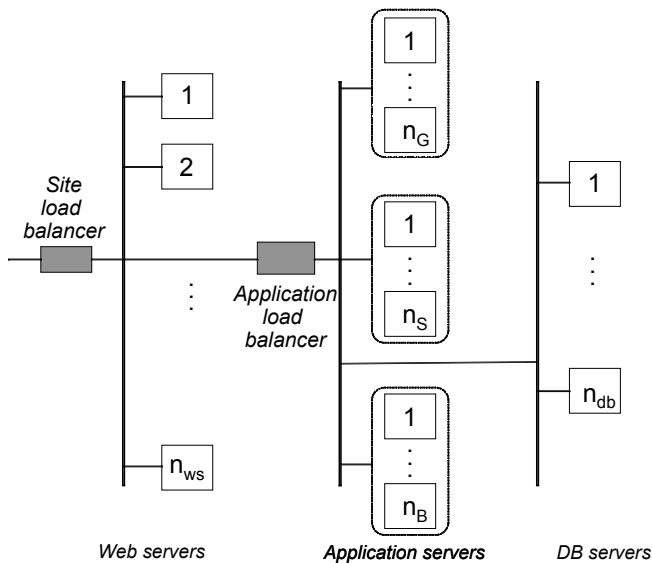 Site
load
balancer
1
2
⋮
n_ws
Web servers
Application
load
balancer
1
⋮
n_G
1
⋮
n_S
1
⋮
n_B
Application servers
1
⋮
n_db
DB servers